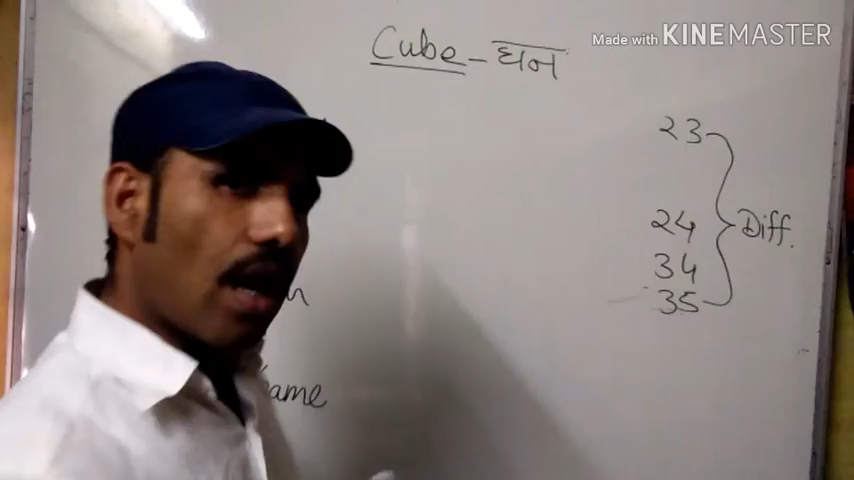 Made with KINEMASTER
Cube - घन
23
24 Diff.
34
35